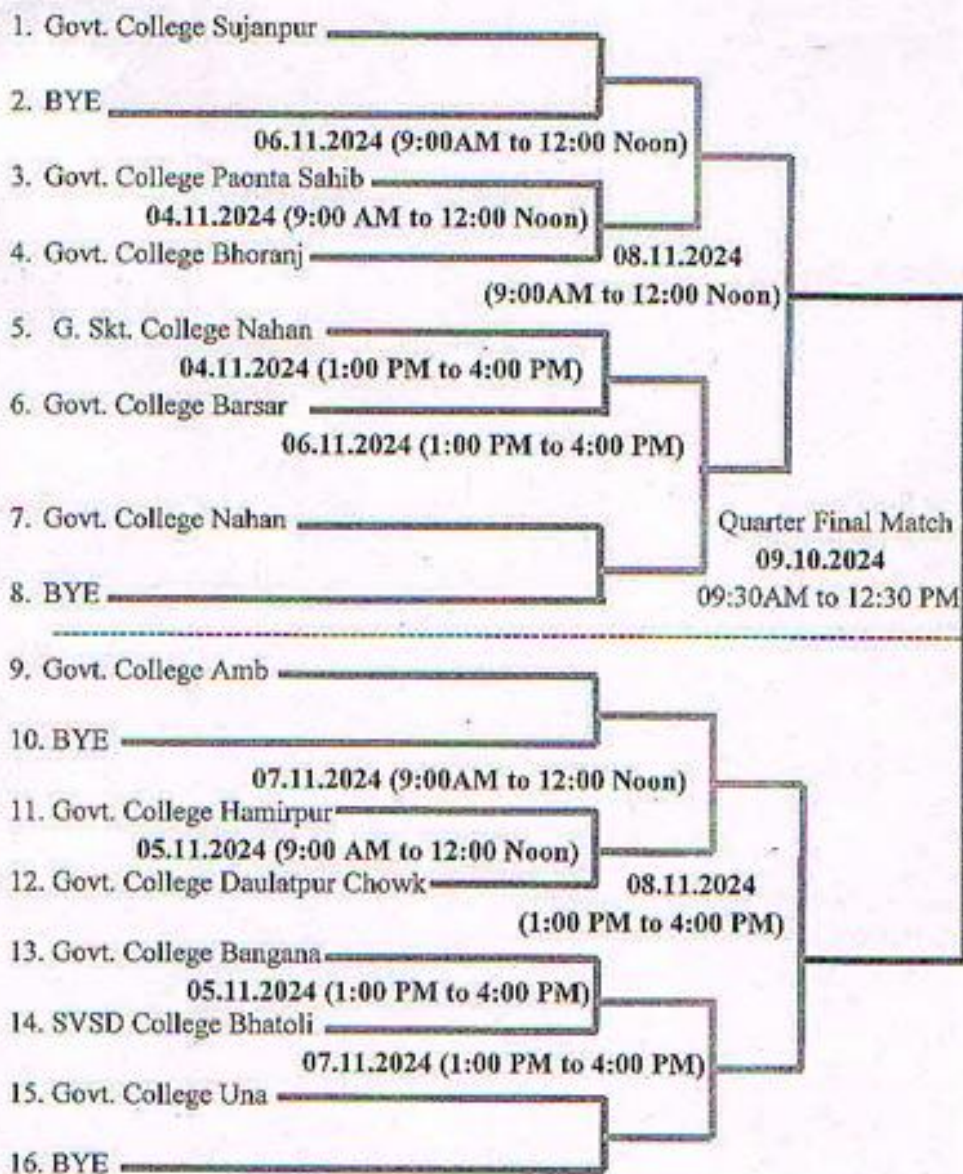 1. Govt. College Sujanpur
2. BYE
06.11.2024 (9:00AM to 12:00 Noon)
3. Govt. College Paonta Sahib
04.11.2024 (9:00 AM to 12:00 Noon)
4. Govt. College Bhoranj
08.11.2024
(9:00AM to 12:00 Noon)
5. G. Skt. College Nahan
04.11.2024 (1:00 PM to 4:00 PM)
6. Govt. College Barsar
06.11.2024 (1:00 PM to 4:00 PM)
7. Govt. College Nahan
Quarter Final Match
09.10.2024
8. BYE
09:30AM to 12:30 PM
9. Govt. College Amb
10. BYE
07.11.2024 (9:00AM to 12:00 Noon)
11. Govt. College Hamirpur
05.11.2024 (9:00 AM to 12:00 Noon)
12. Govt. College Daulatpur Chowk
08.11.2024
(1:00 PM to 4:00 PM)
13. Govt. College Bangana
05.11.2024 (1:00 PM to 4:00 PM)
14. SVSD College Bhatoli
07.11.2024 (1:00 PM to 4:00 PM)
15. Govt. College Una
16. BYE